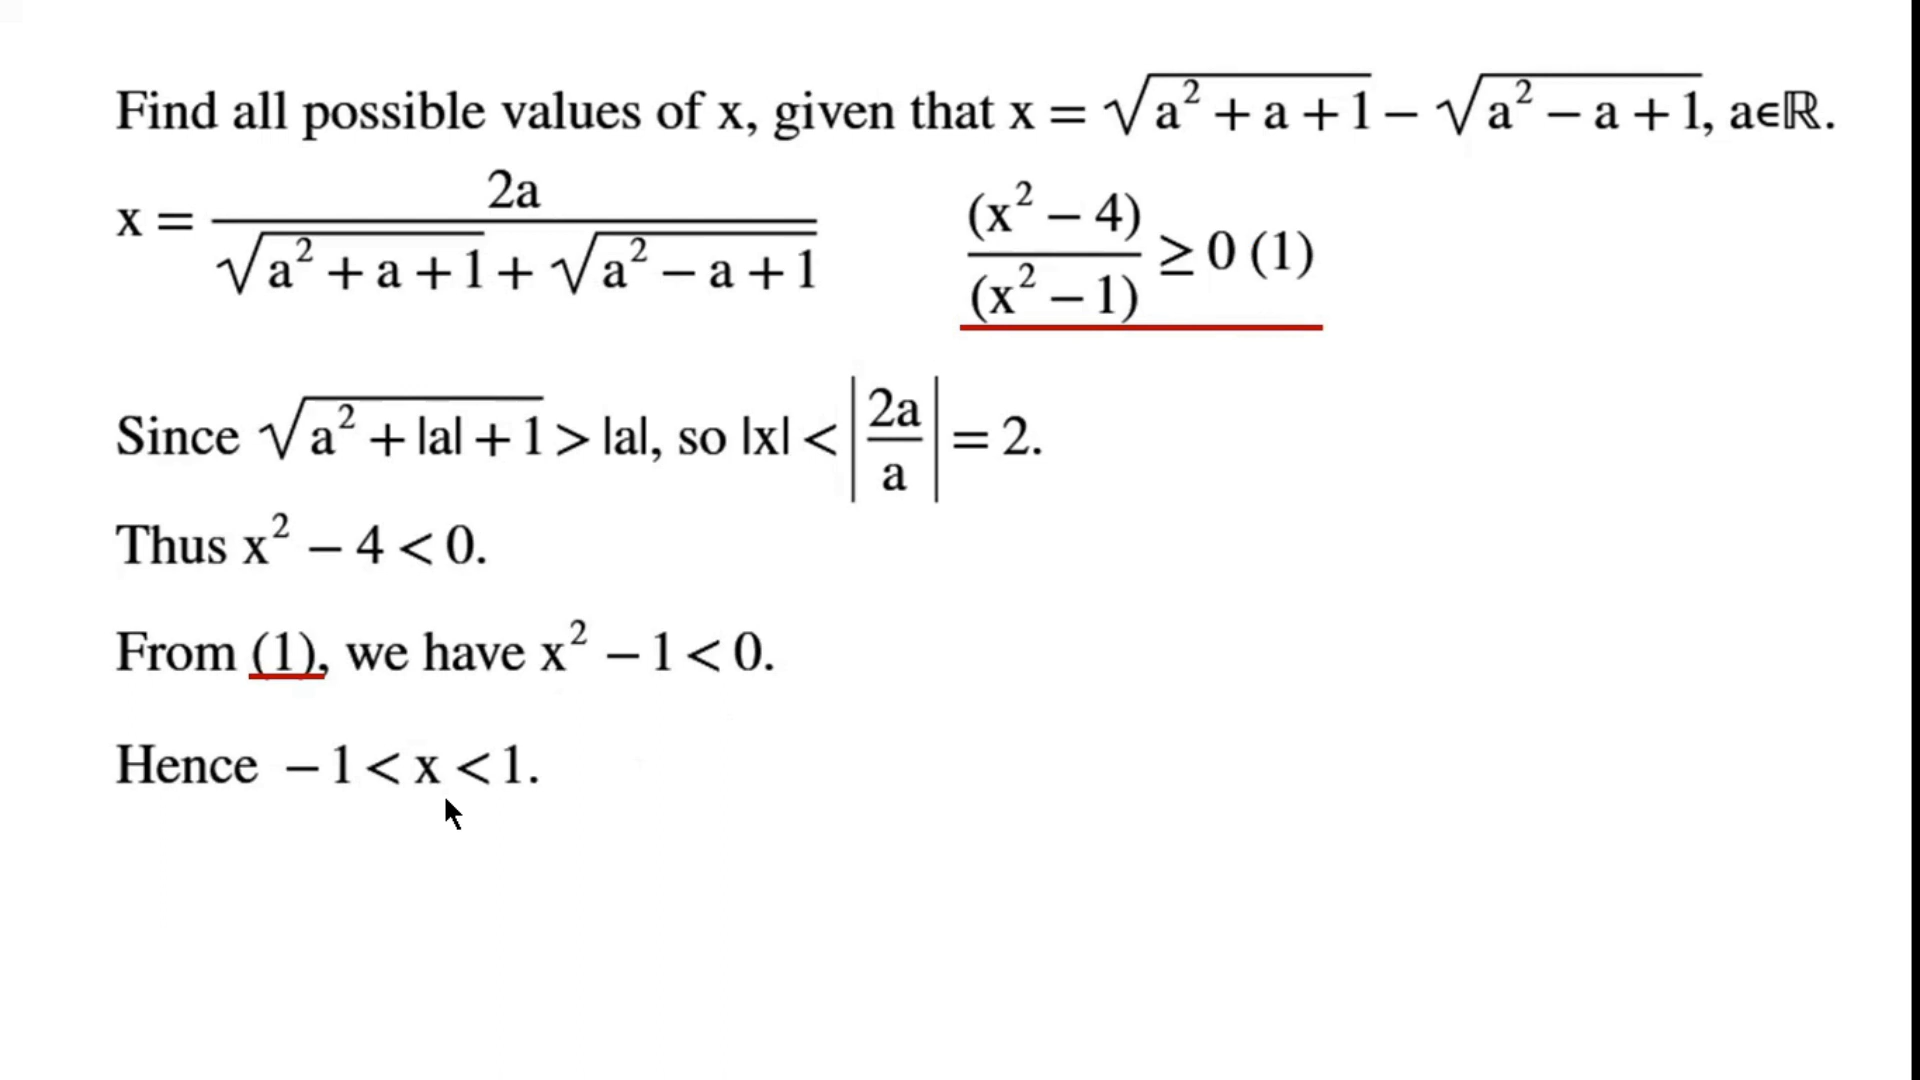 Find all possible values of x, given that x = √(a² + a + 1) − √(a² − a + 1), a∈ℝ.
x = 2a / (√(a² + a + 1) + √(a² − a + 1))
(x² − 4) / (x² − 1) ≥ 0 (1)
Since √(a² + |a| + 1) > |a|, so |x| < |2a / a| = 2.
Thus x² − 4 < 0.
From (1), we have x² − 1 < 0.
Hence − 1 < x < 1.